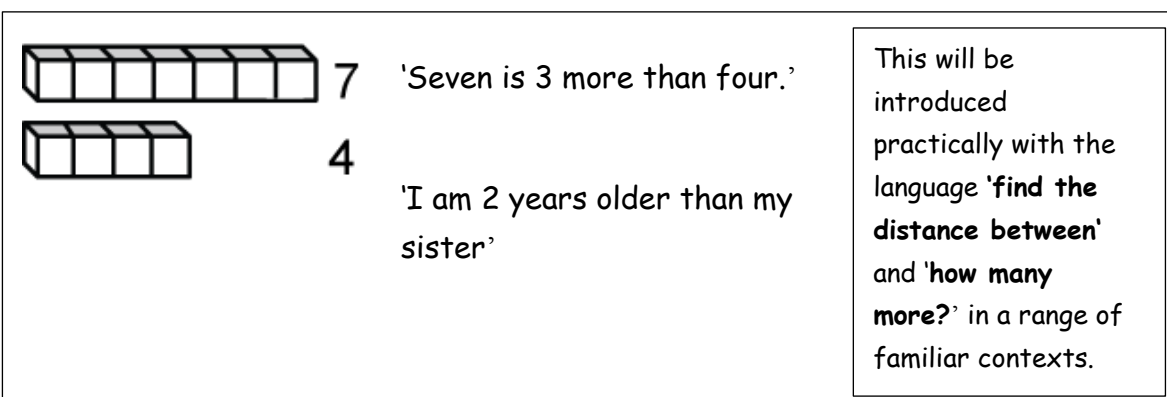 7
'Seven is 3 more than four.'
4
'I am 2 years older than my
sister'
This will be
introduced
practically with the
language 'find the
distance between'
and 'how many
more?' in a range of
familiar contexts.